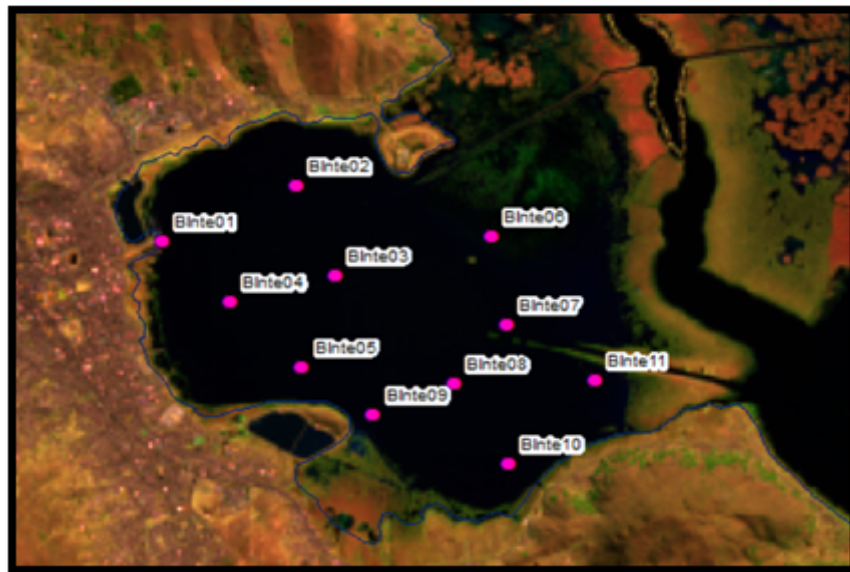 BInte02
BInte01
BInte06
BInte03
BInte04
BInte07
BInte05
BInte08
BInte11
BInte09
BInte10